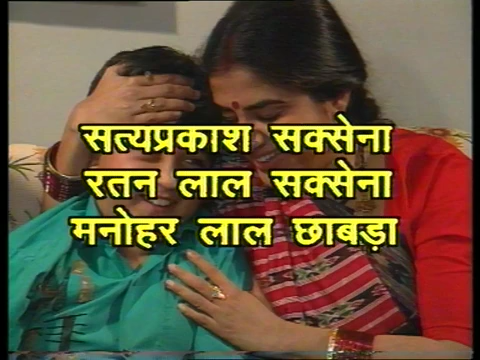 सत्यप्रकाश सक्सेना
रतन लाल सक्सेना
मनोहर लाल छाबड़ा